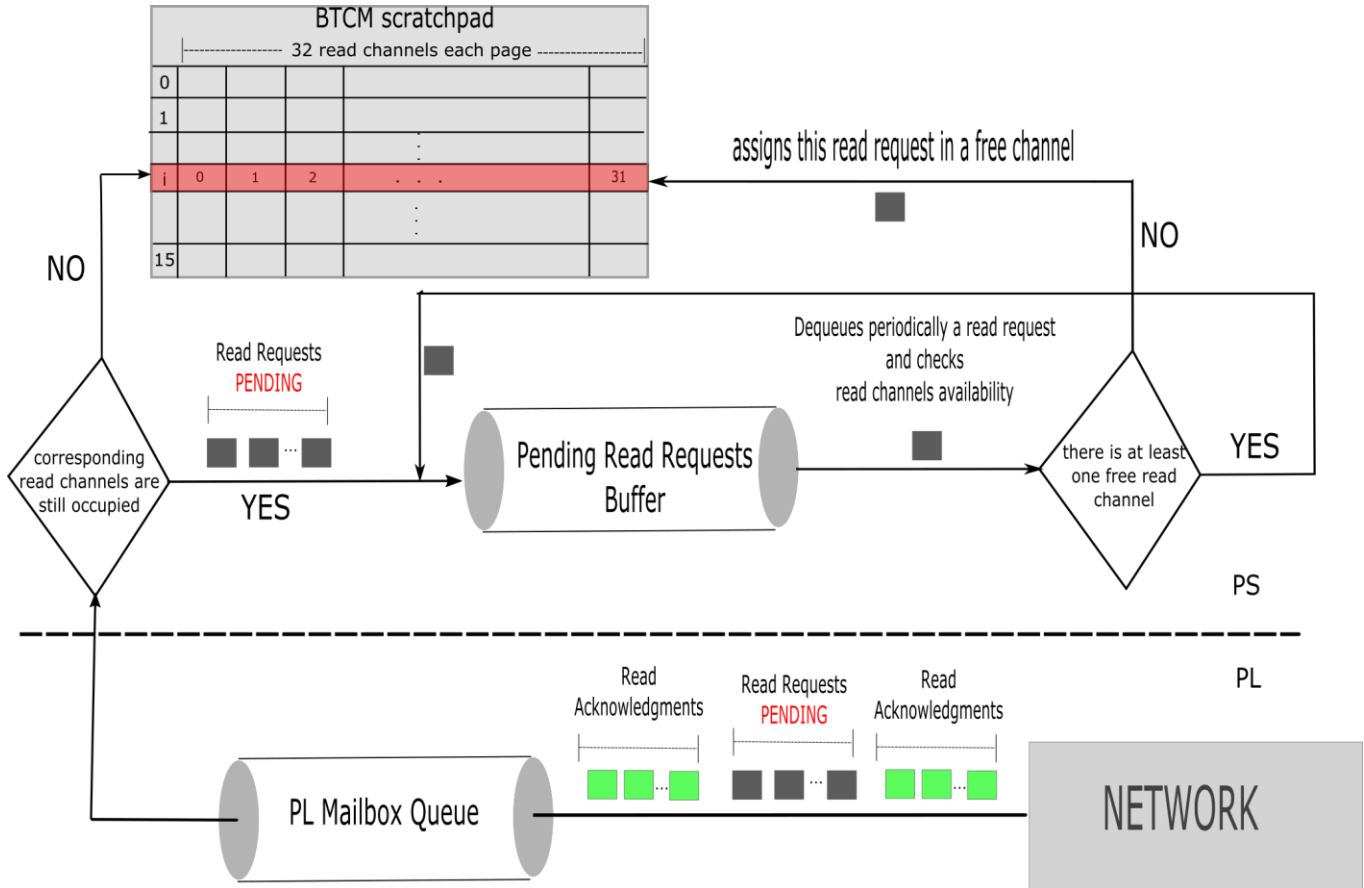 BTCM scratchpad
32 read channels each page
0
1
i 0 1 2 . . . 31
15
assigns this read request in a free channel
NO
NO
Read Requests
PENDING
...
Dequeues periodically a read request
and checks
read channels availability
corresponding
read channels are
still occupied
YES
Pending Read Requests
Buffer
there is at least
one free read
channel
YES
PS
PL
Read
Acknowledgments
...
Read Requests
PENDING
...
Read
Acknowledgments
...
PL Mailbox Queue
NETWORK